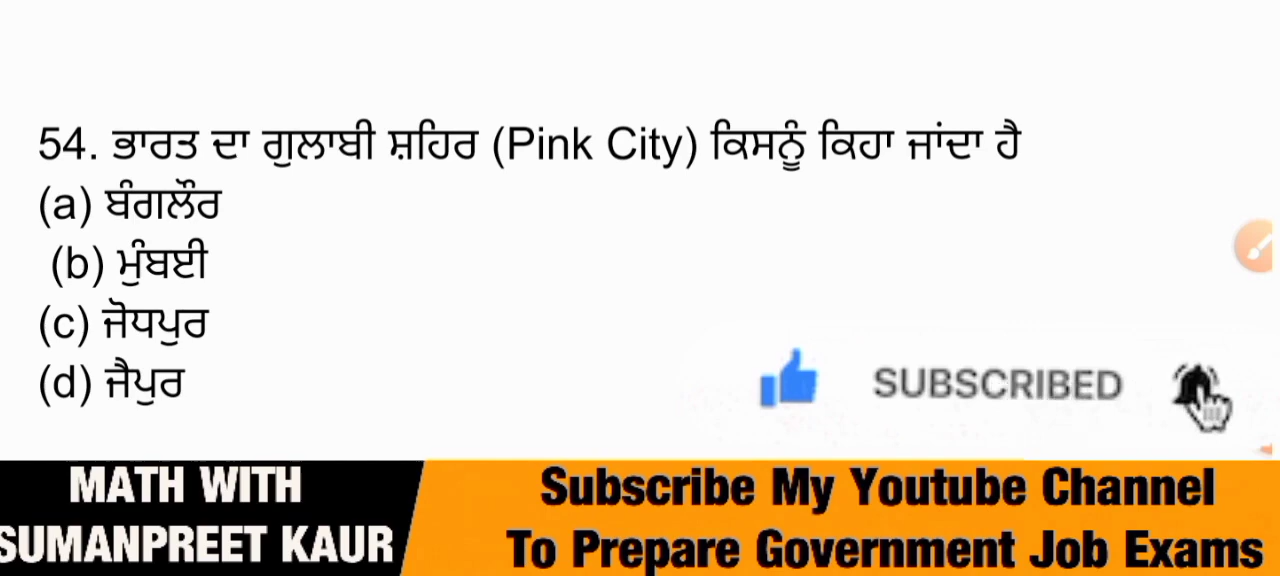 54. ਭਾਰਤ ਦਾ ਗੁਲਾਬੀ ਸ਼ਹਿਰ (Pink City) ਕਿਸਨੂੰ ਕਿਹਾ ਜਾਂਦਾ ਹੈ
(a) ਬੰਗਲੌਰ
(b) ਮੁੰਬਈ
(c) ਜੋਧਪੁਰ
(d) ਜੈਪੁਰ
SUBSCRIBED
MATH WITH
SUMANPREET KAUR
Subscribe My Youtube Channel
To Prepare Government Job Exams